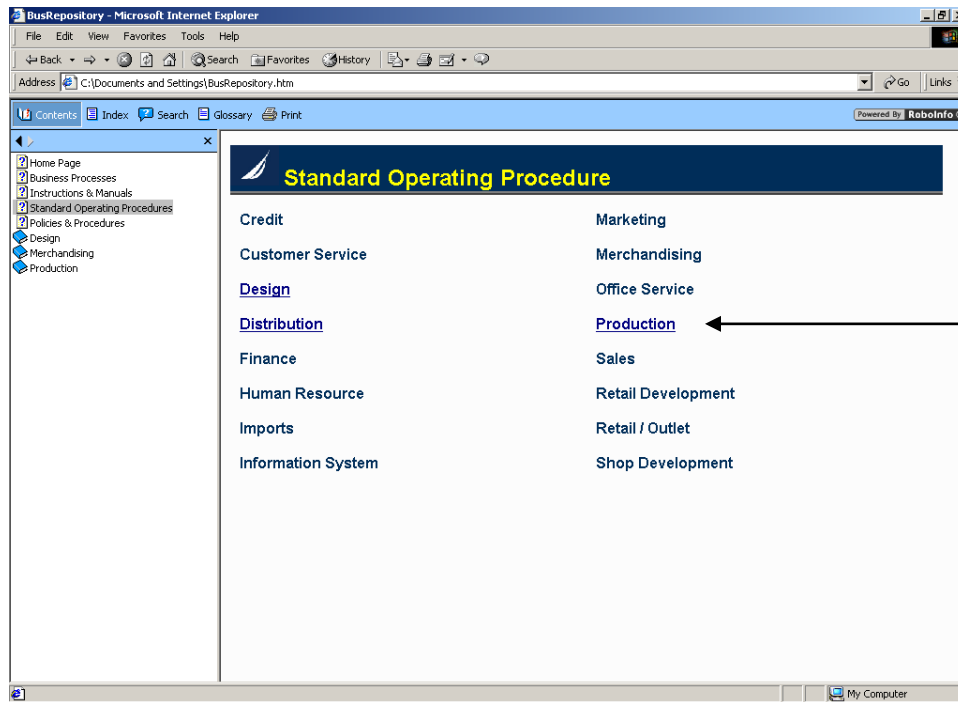 BusRepository - Microsoft Internet Explorer
File Edit View Favorites Tools Help
Back Search Favorites History
Address C:\Documents and Settings\BusRepository.htm Go Links
Contents Index Search Glossary Print Powered By RoboInfo
Home Page
Business Processes
Instructions & Manuals
Standard Operating Procedures
Policies & Procedures
Design
Merchandising
Production
Standard Operating Procedure
Credit Marketing
Customer Service Merchandising
Design Office Service
Distribution Production
Finance Sales
Human Resource Retail Development
Imports Retail / Outlet
Information System Shop Development
My Computer